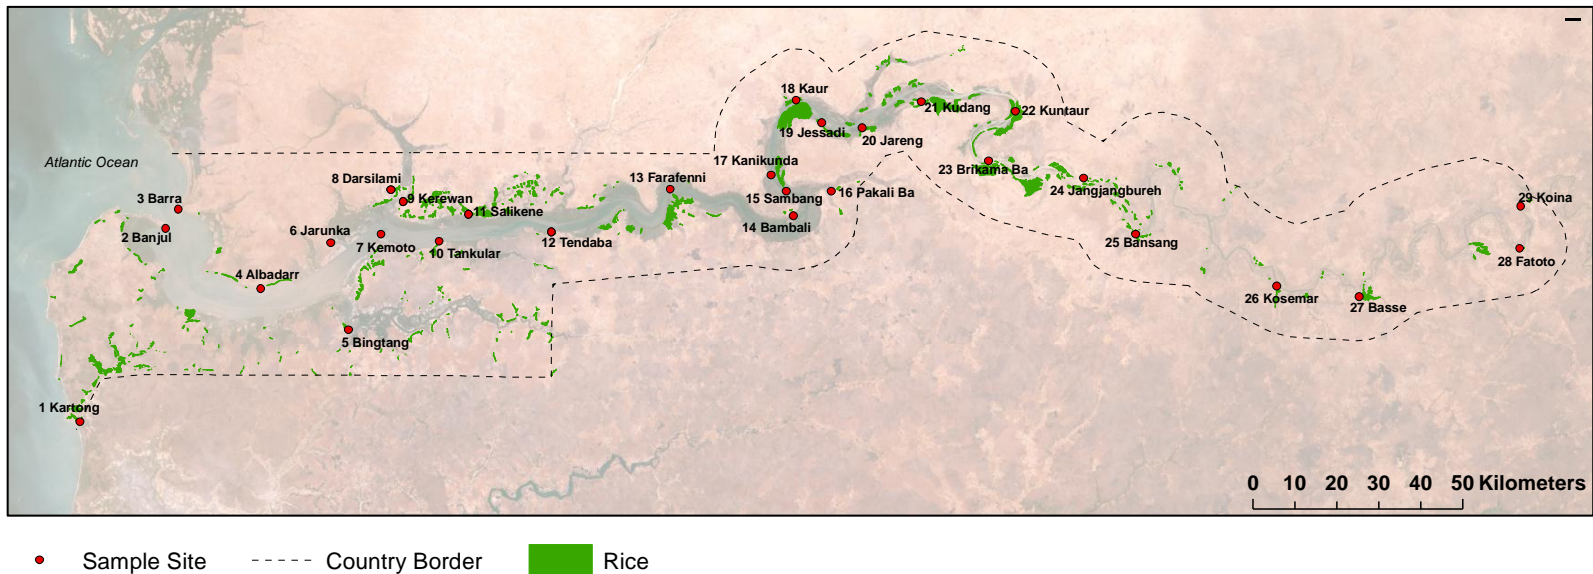 18 Kaur
21 Kudang
22 Kuntaur
19 Jessadi
20 Jareng
Atlantic Ocean
17 Kanikunda
23 Brikama Ba
8 Darsilami
13 Farafenni
24 Jangjangbureh
3 Barra
9 Kerewan
15 Sambang
16 Pakali Ba
29 Koina
11 Salikene
2 Banjul
6 Jarunka
14 Bambali
7 Kemoto
10 Tankular
12 Tendaba
25 Bansang
28 Fatoto
4 Albadarr
26 Kosemar
27 Basse
5 Bingtang
1 Kartong
0 10 20 30 40 50 Kilometers
Sample Site Country Border Rice